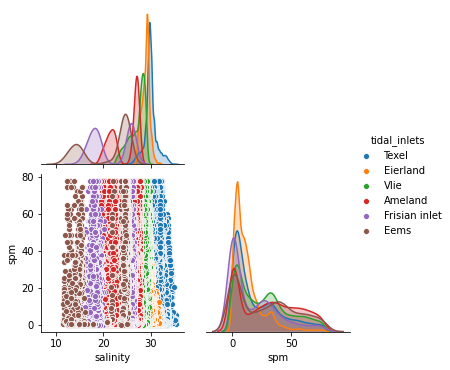 tidal_inlets
Texel
Eierland
Vlie
Ameland
Frisian inlet
Eems
80
60
40
20
0
spm
10 20 30
salinity
0 50
spm